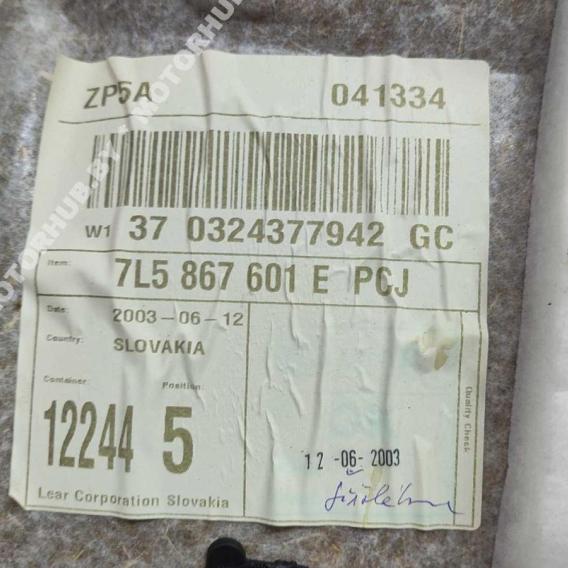 MOTORHUB.BY MOTORHUB
ZP5A 041334
W1 37 0324377942 GC
Item: 7L5 867 601 E PCJ
Date: 2003-06-12
Country: SLOVAKIA
Container: Position:
12244 5
Quality Check
12 -06- 2003
Lear Corporation Slovakia